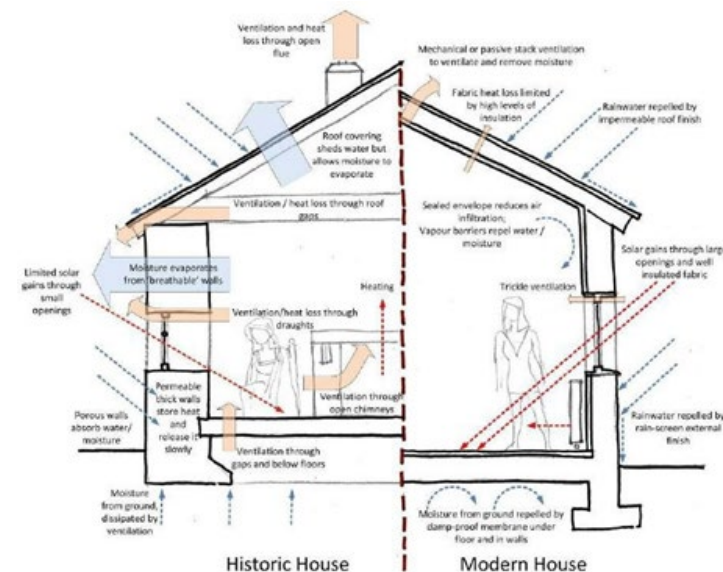 Ventilation and heat
loss through open
flue
Mechanical or passive stack ventilation
to ventilate and remove moisture
Fabric heat loss limited
by high levels of
insulation
Rainwater repelled by
impermeable roof finish
Roof covering
sheds water but
allows moisture to
evaporate
Ventilation / heat loss through roof
gaps
Sealed envelope reduces air
infiltration;
Vapour barriers repel water /
moisture
Solar gains through large
openings and well
insulated fabric
Limited solar
gains through
small
openings
Moisture evaporates
from 'breathable' walls
Heating
Trickle ventilation
Ventilation/heat loss through
draughts
Permeable
thick walls
store heat
and
release it
slowly
Porous walls
absorb water/
moisture
Ventilation through
open chimneys
Rainwater repelled by
rain-screen external
finish
Ventilation through
gaps and below floors
Moisture
from ground,
dissipated by
ventilation
Moisture from ground repelled by
damp-proof membrane under
floor and in walls
Historic House
Modern House